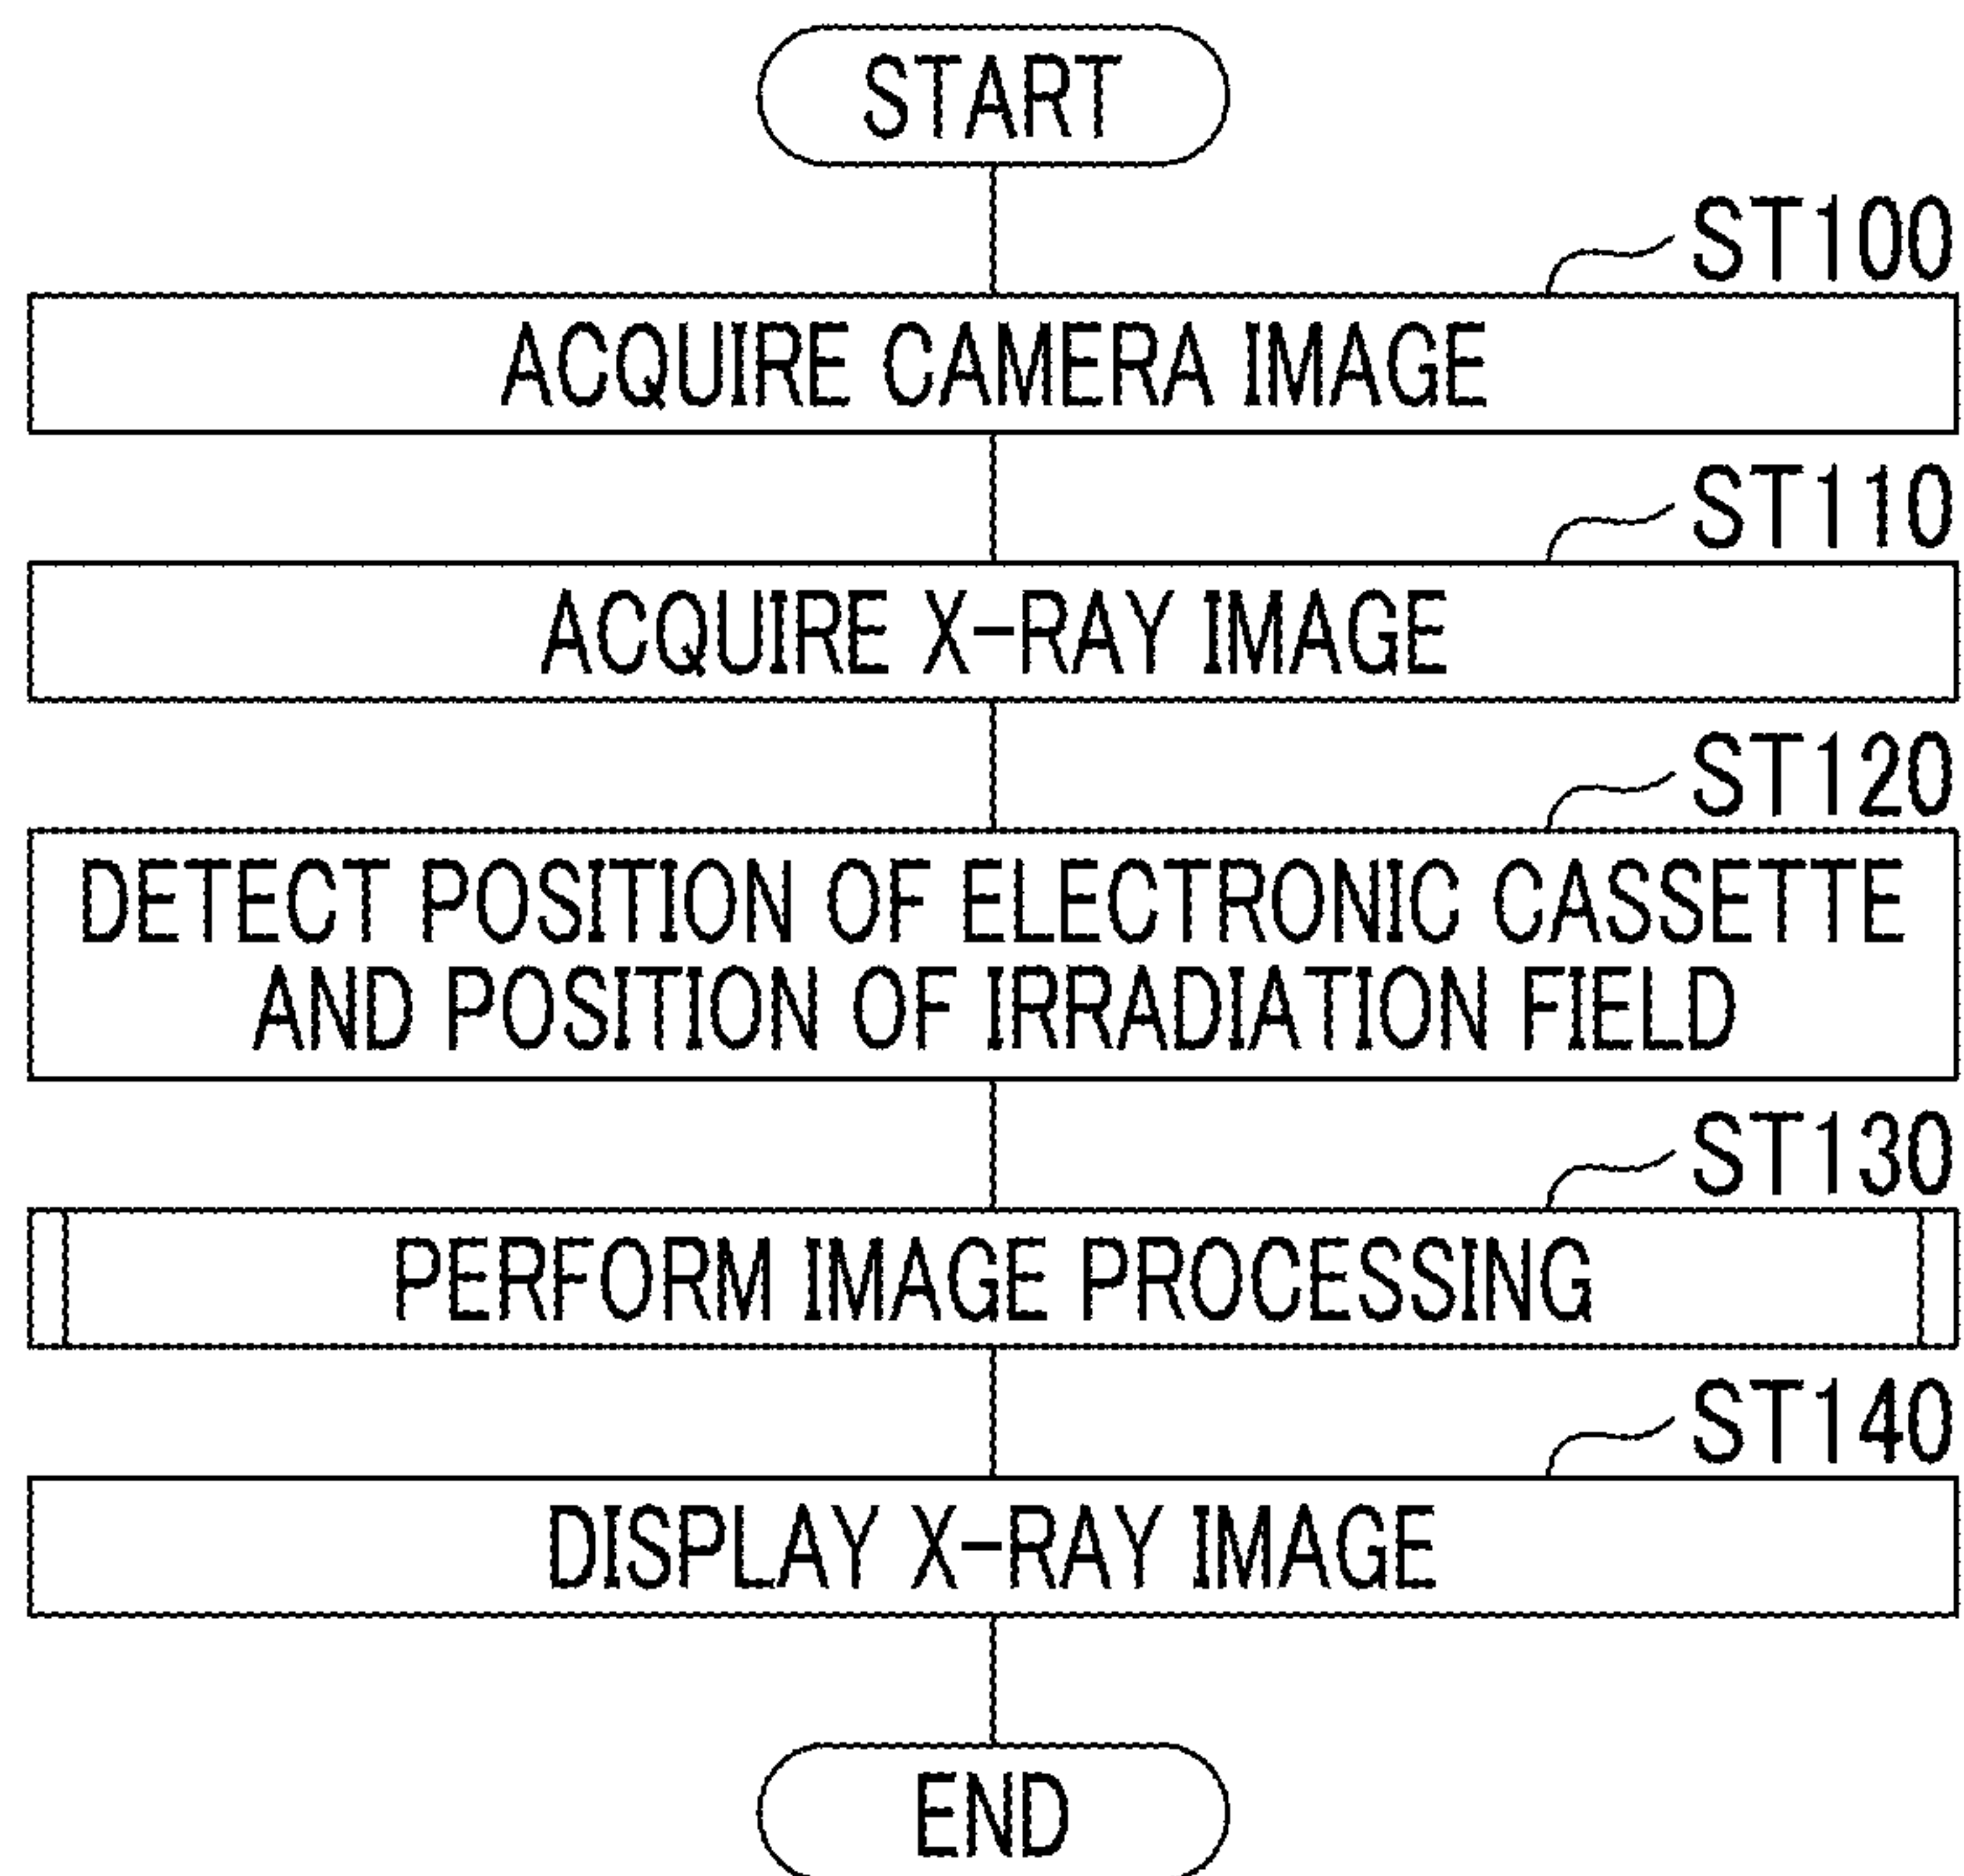 START
ST100
ACQUIRE CAMERA IMAGE
ST110
ACQUIRE X-RAY IMAGE
ST120
DETECT POSITION OF ELECTRONIC CASSETTE
AND POSITION OF IRRADIATION FIELD
ST130
PERFORM IMAGE PROCESSING
ST140
DISPLAY X-RAY IMAGE
END